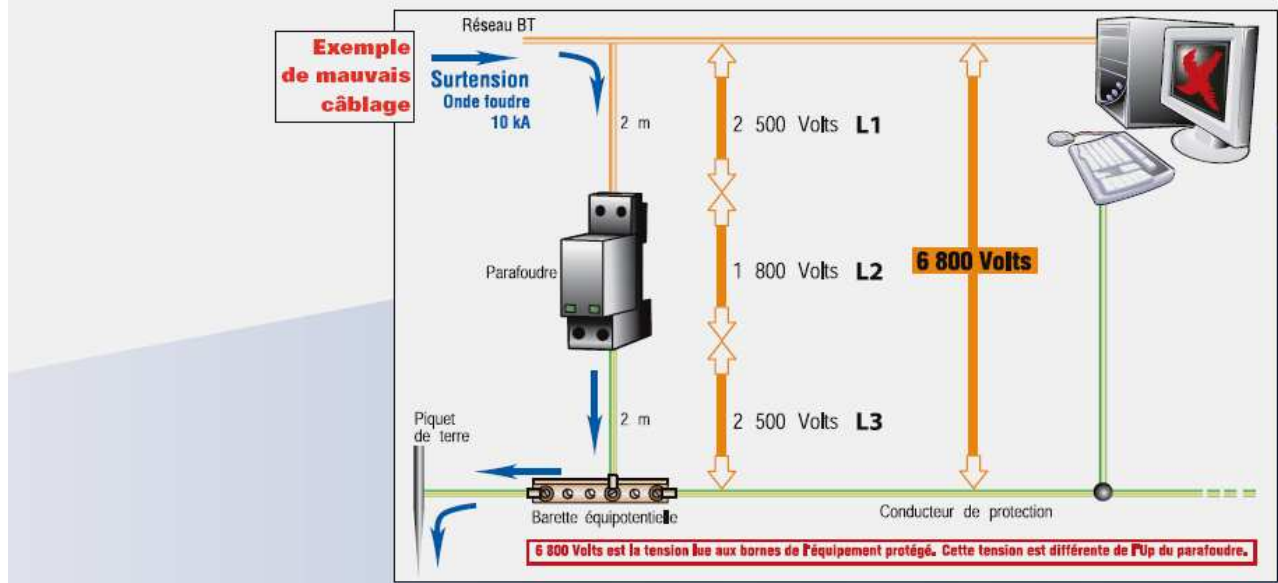 Réseau BT
Exemple
de mauvais
câblage
Surtension
Onde foudre
10 kA
2 m
2 500 Volts L1
Parafoudre
1 800 Volts L2
6 800 Volts
2 m
2 500 Volts L3
Piquet
de terre
Barette équipotentielle
Conducteur de protection
6 800 Volts est la tension lue aux bornes de l'équipement protégé. Cette tension est différente de l'Up du parafoudre.